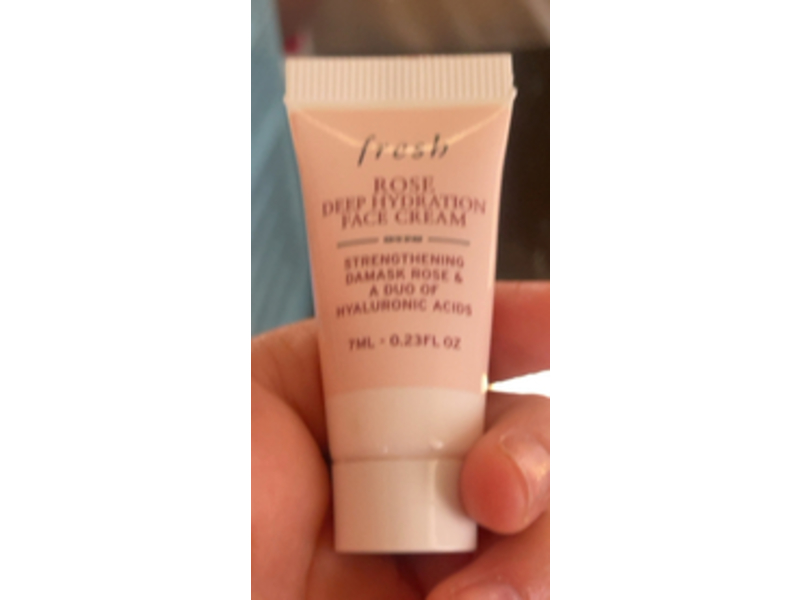 fresh
ROSE
DEEP HYDRATION
FACE CREAM
STRENGTHENING
DAMASK ROSE &
A DUO OF
HYALURONIC ACIDS
7ML - 0.23FL OZ